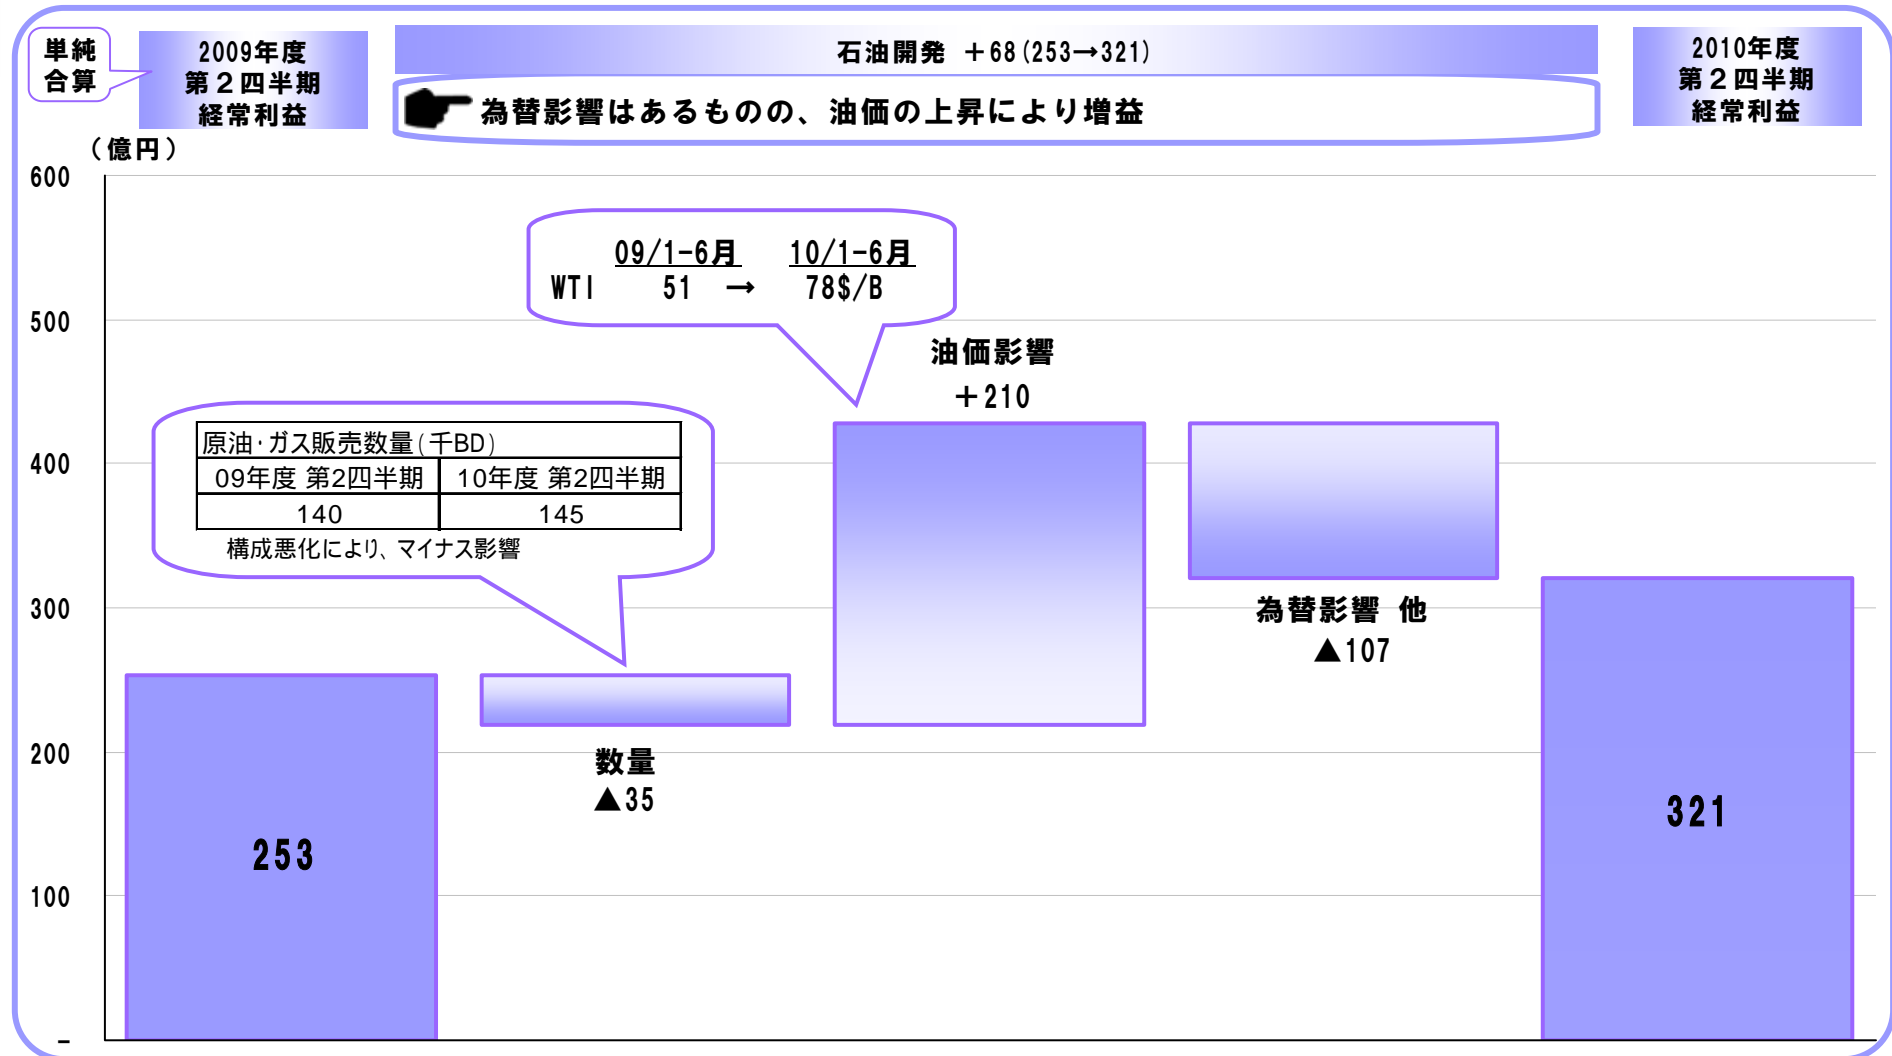 単純
合算
2009年度
第2四半期
経常利益
石油開発 +68(253→321)
2010年度
第2四半期
経常利益
為替影響はあるものの、油価の上昇により増益
(億円)
600
500
400
300
200
100
-
09/1-6月 10/1-6月
WTI 51 → 78$/B
油価影響
+210
原油・ガス販売数量(千BD)
09年度 第2四半期 10年度 第2四半期
140 145
構成悪化により、マイナス影響
為替影響 他
▲107
数量
▲35
253
321